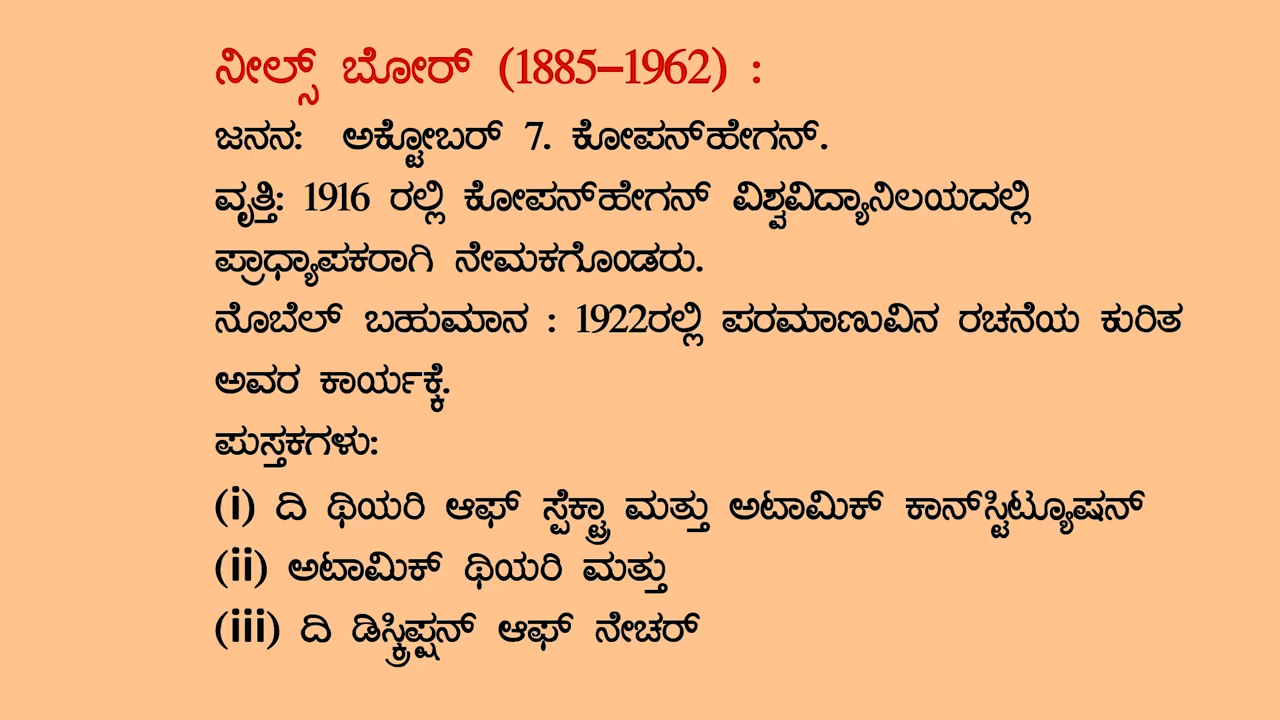 ನೀಲ್ಸ್ ಬೋರ್ (1885–1962) :
ಜನನ: ಅಕ್ಟೋಬರ್ 7. ಕೋಪನ್‌ಹೇಗನ್.
ವೃತ್ತಿ: 1916 ರಲ್ಲಿ ಕೋಪನ್‌ಹೇಗನ್ ವಿಶ್ವವಿದ್ಯಾನಿಲಯದಲ್ಲಿ
ಪ್ರಾಧ್ಯಾಪಕರಾಗಿ ನೇಮಕಗೊಂಡರು.
ನೊಬೆಲ್ ಬಹುಮಾನ : 1922ರಲ್ಲಿ ಪರಮಾಣುವಿನ ರಚನೆಯ ಕುರಿತ
ಅವರ ಕಾರ್ಯಕ್ಕೆ.
ಪುಸ್ತಕಗಳು:
(i) ದಿ ಥಿಯರಿ ಆಫ್ ಸ್ಪೆಕ್ಟ್ರಾ ಮತ್ತು ಅಟಾಮಿಕ್ ಕಾನ್‌ಸ್ಟಿಟ್ಯೂಷನ್
(ii) ಅಟಾಮಿಕ್ ಥಿಯರಿ ಮತ್ತು
(iii) ದಿ ಡಿಸ್ಕ್ರಿಪ್ಷನ್ ಆಫ್ ನೇಚರ್